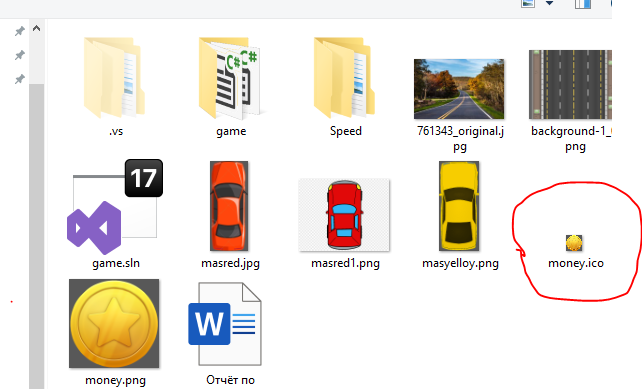 .vs
game
Speed
761343_original.j
pg
background-1_
png
C#
C#
17
game.sln
masred.jpg
masred1.png
masyelloy.png
money.ico
W
money.png
Отчёт по